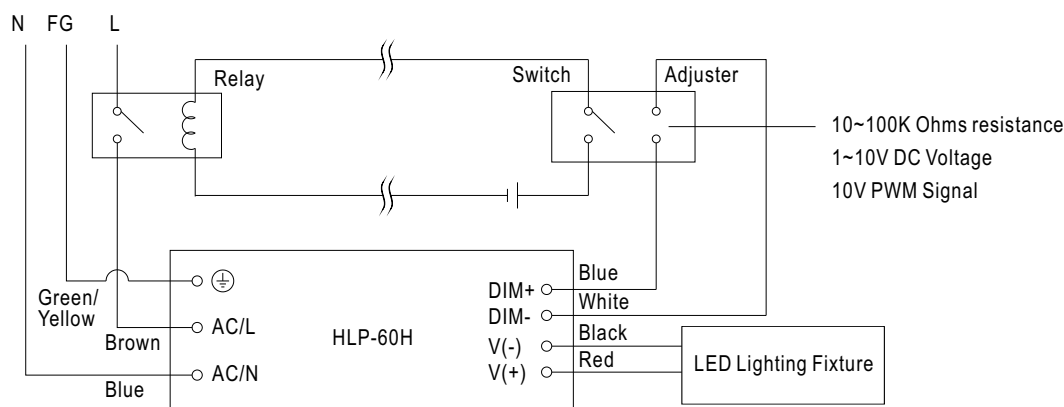 N FG L
Relay
Switch
Adjuster
10~100K Ohms resistance
1~10V DC Voltage
10V PWM Signal
Green/
Yellow
Brown
Blue
AC/L
AC/N
HLP-60H
DIM+
DIM-
V(-)
V(+)
Blue
White
Black
Red
LED Lighting Fixture